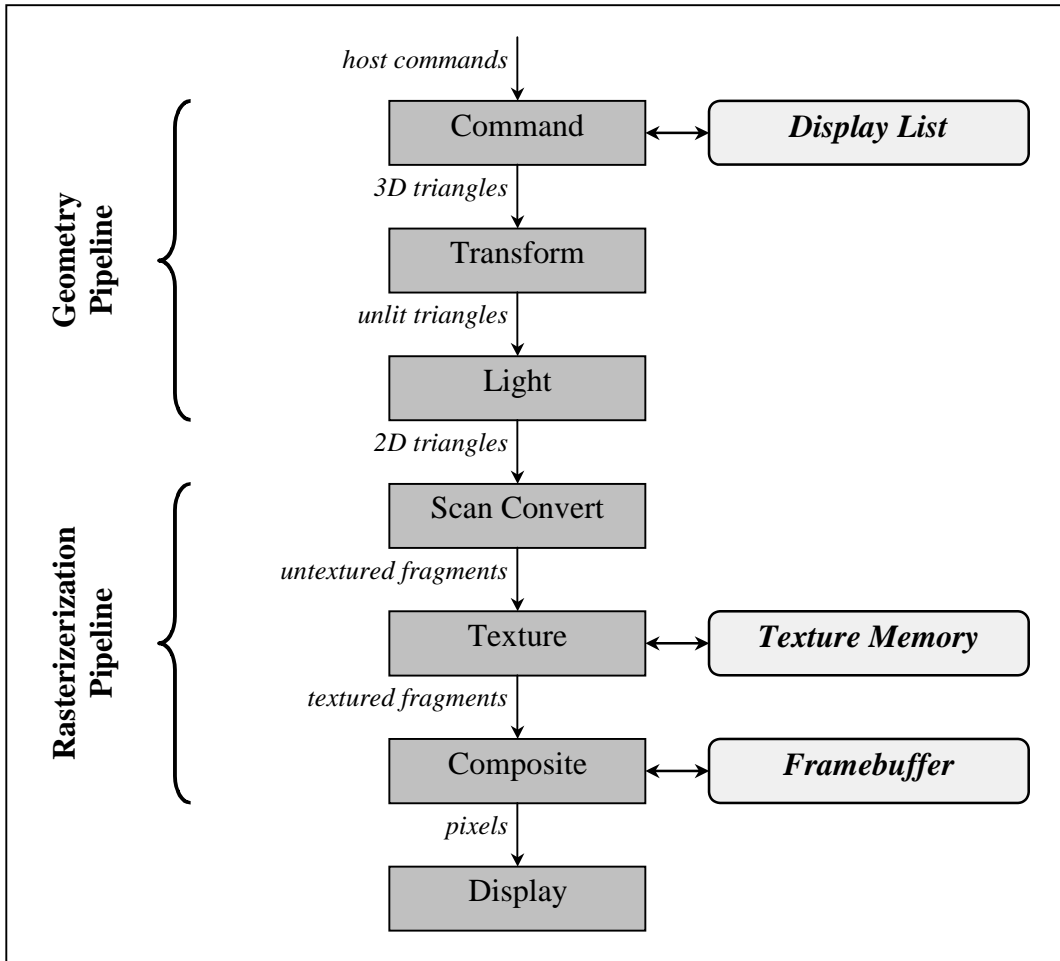 host commands
Command
Display List
3D triangles
Transform
unlit triangles
Light
2D triangles
Geometry
Pipeline
Scan Convert
untextured fragments
Texture
Texture Memory
textured fragments
Composite
Framebuffer
pixels
Display
Rasterizerization
Pipeline